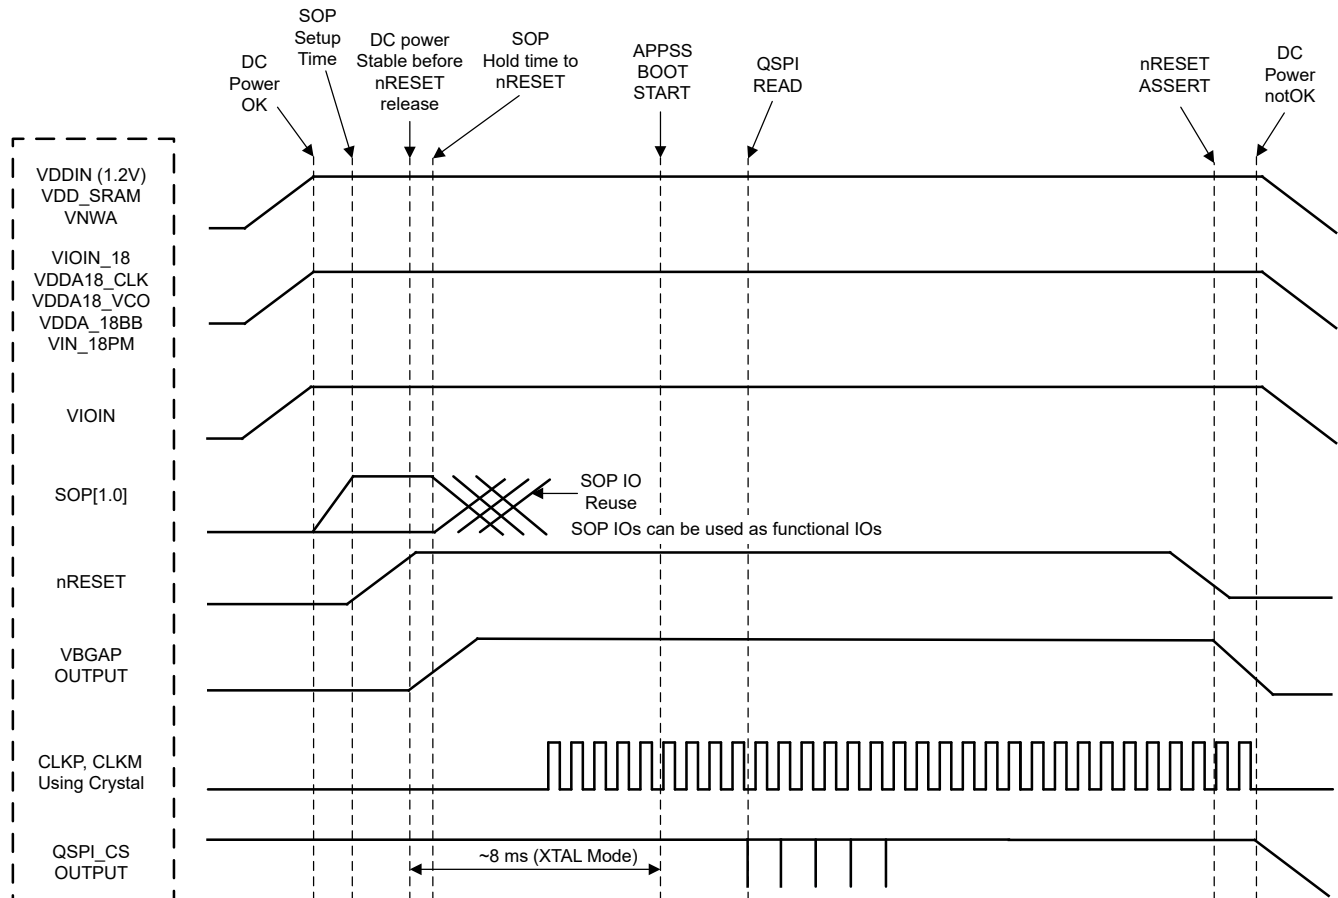 SOP
Setup
Time
DC
Power
OK
DC power
Stable before
nRESET
release
SOP
Hold time to
nRESET
APPSS
BOOT
START
QSPI
READ
nRESET
ASSERT
DC
Power
notOK
VDDIN (1.2V)
VDD_SRAM
VNWA
VIOIN_18
VDDA18_CLK
VDDA18_VCO
VDDA_18BB
VIN_18PM
VIOIN
SOP[1.0]
SOP IO
Reuse
SOP IOs can be used as functional IOs
nRESET
VBGAP
OUTPUT
CLKP, CLKM
Using Crystal
QSPI_CS
OUTPUT
~8 ms (XTAL Mode)